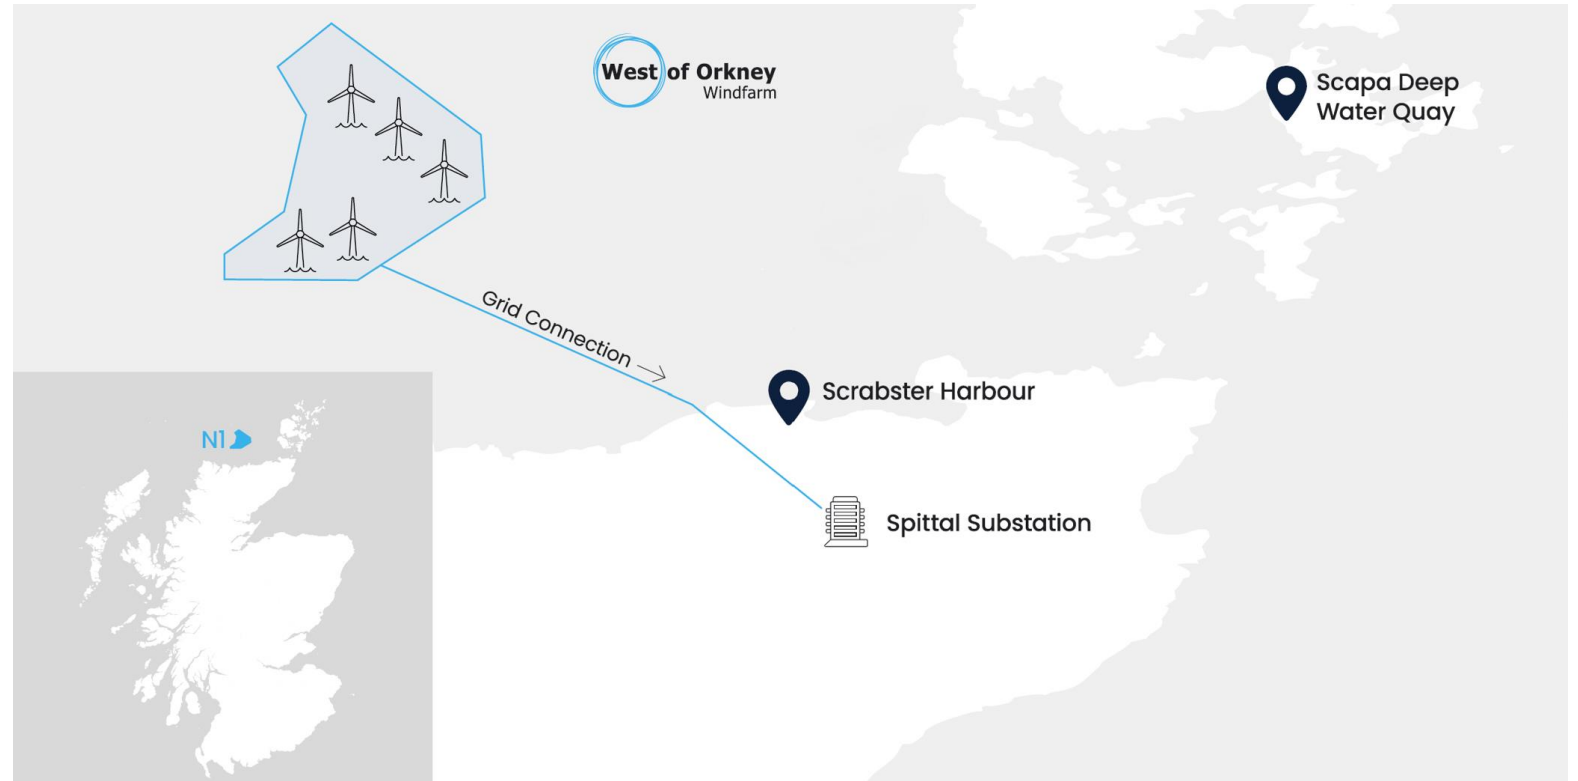 West of Orkney
Windfarm
Scapa Deep
Water Quay
Grid Connection
Scrabster Harbour
N1
Spittal Substation